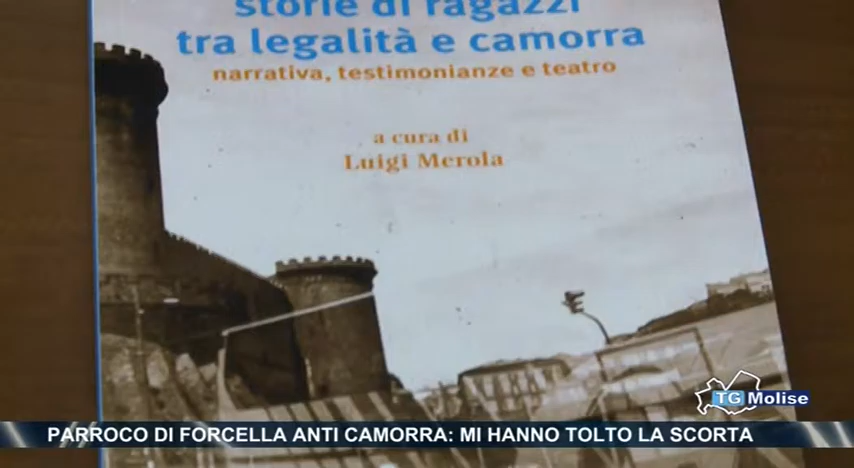 storie di ragazzi
tra legalità e camorra
narrativa, testimonianze e teatro
a cura di
Luigi Merola
TG Molise
PARROCO DI FORCELLA ANTI CAMORRA: MI HANNO TOLTO LA SCORTA